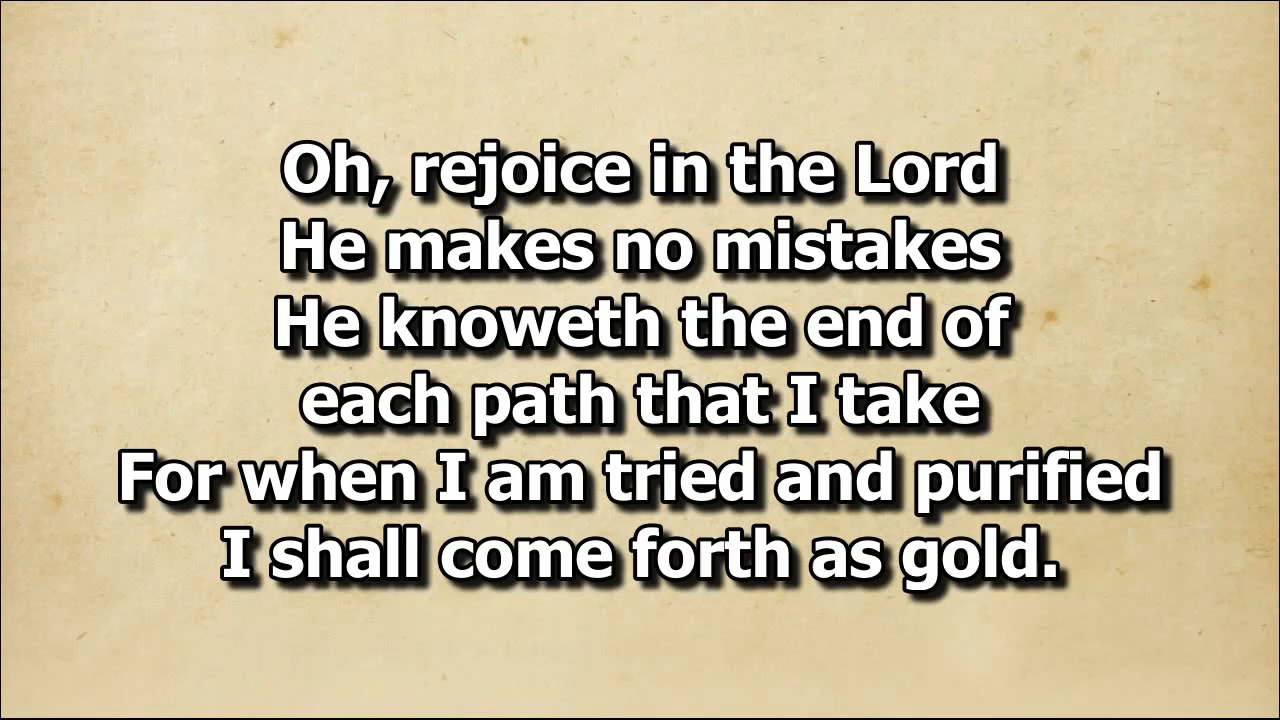 Oh, rejoice in the Lord
He makes no mistakes
He knoweth the end of
each path that I take
For when I am tried and purified
I shall come forth as gold.